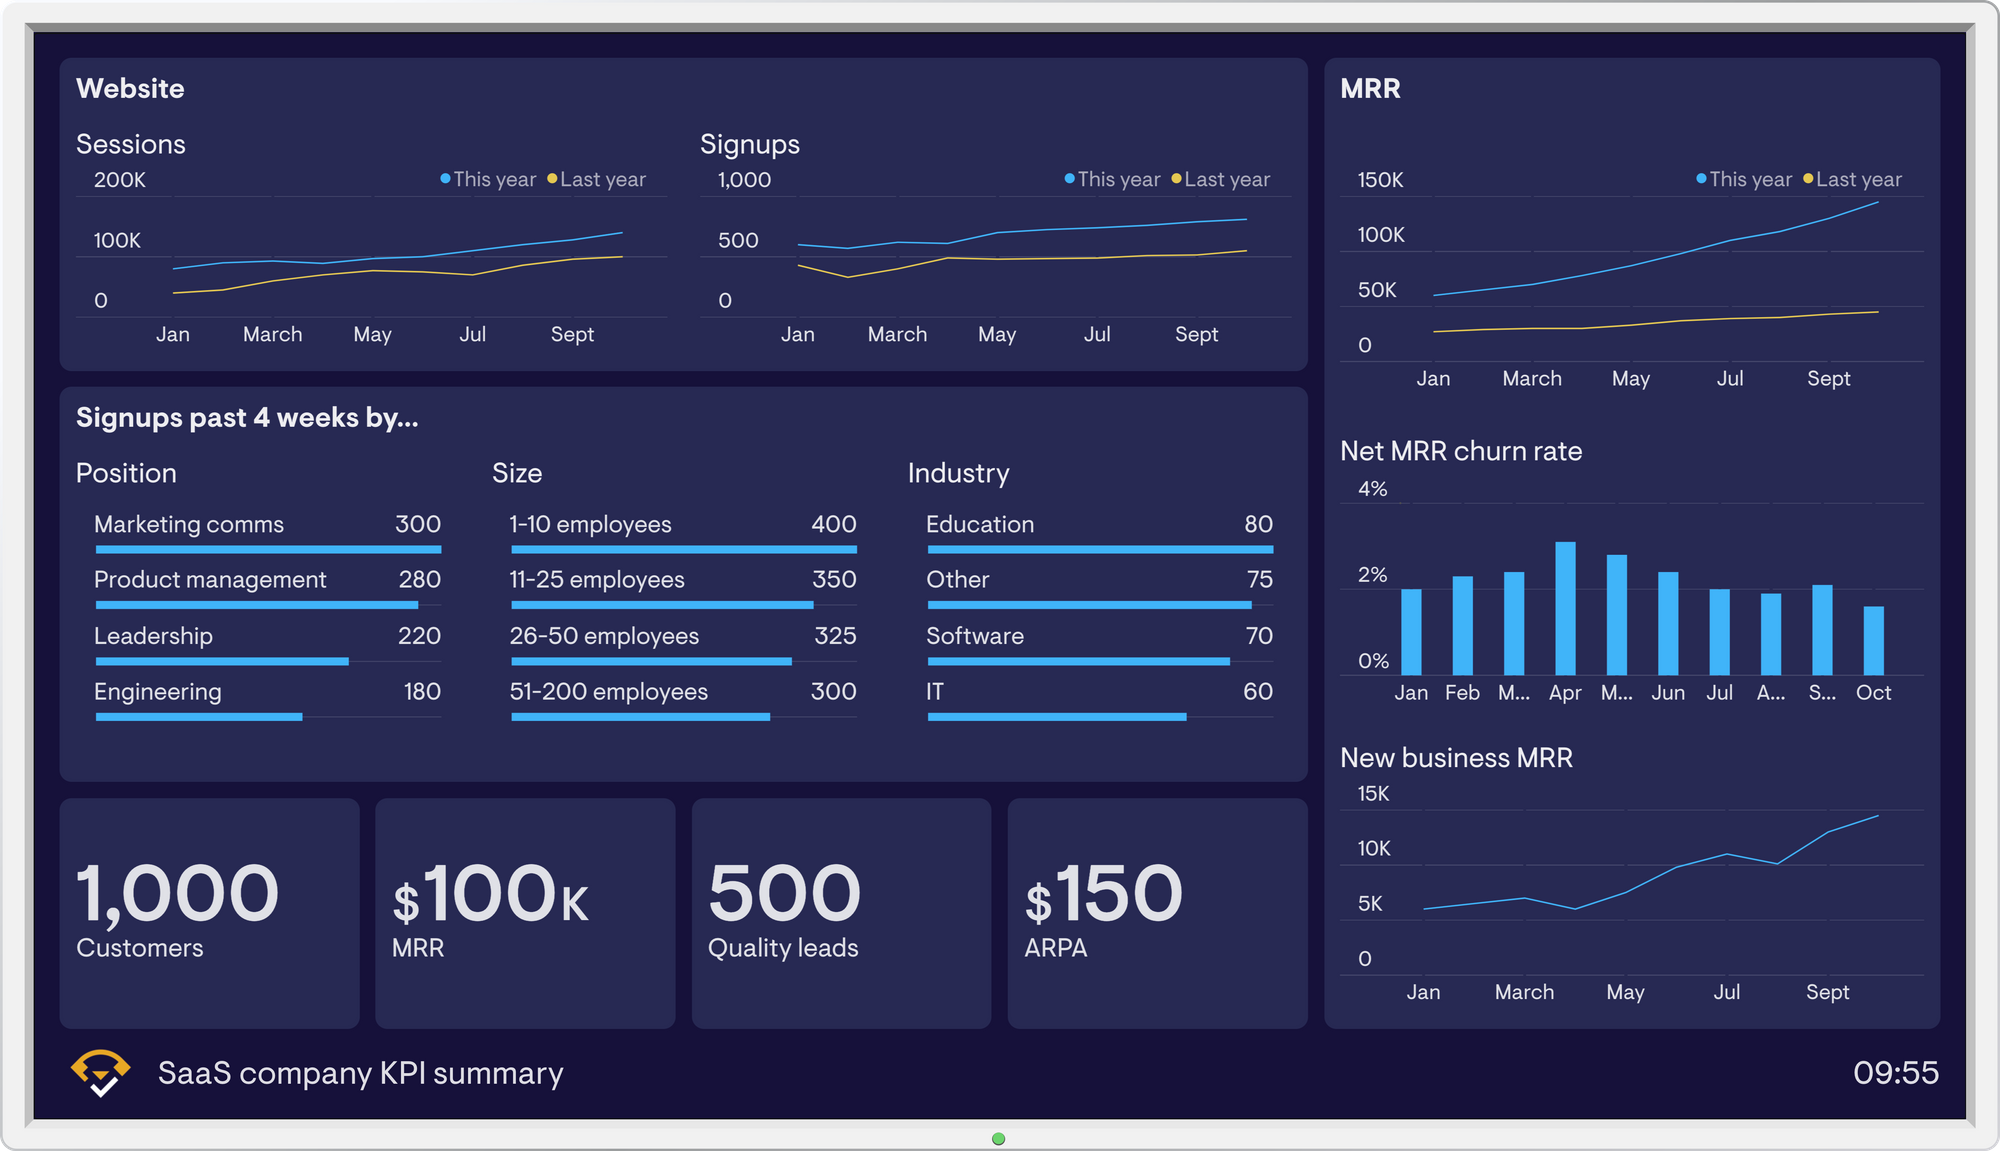 Website
Sessions
200K
This year Last year
100K
0
Jan March May Jul Sept
Signups
1,000
This year Last year
500
0
Jan March May Jul Sept
Signups past 4 weeks by...
Position
Marketing comms 300
Product management 280
Leadership 220
Engineering 180
Size
1-10 employees 400
11-25 employees 350
26-50 employees 325
51-200 employees 300
Industry
Education 80
Other 75
Software 70
IT 60
1,000
Customers
$100K
MRR
500
Quality leads
$150
ARPA
MRR
150K
This year Last year
100K
50K
0
Jan March May Jul Sept
Net MRR churn rate
4%
2%
0%
Jan Feb M... Apr M... Jun Jul A... S... Oct
New business MRR
15K
10K
5K
0
Jan March May Jul Sept
SaaS company KPI summary
09:55